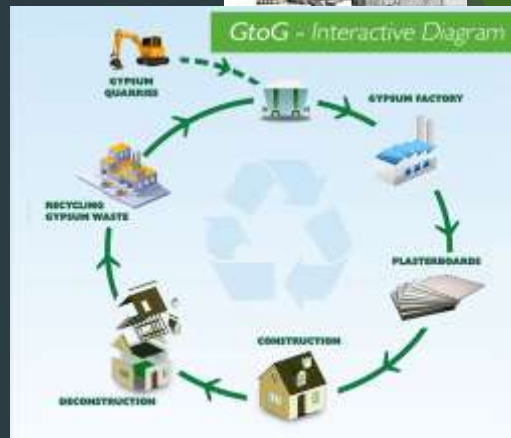 GtoG - Interactive Diagram
GYPSUM
QUARRIES
GYPSUM FACTORY
RECYCLING
GYPSUM WASTE
PLASTERBOARDS
CONSTRUCTION
DECONSTRUCTION